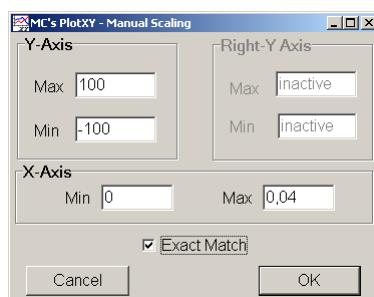 MC's PlotXY - Manual Scaling
Y-Axis
Right-Y Axis
Max 100
Max inactive
Min -100
Min inactive
X-Axis
Min 0 Max 0,04
Exact Match
Cancel OK